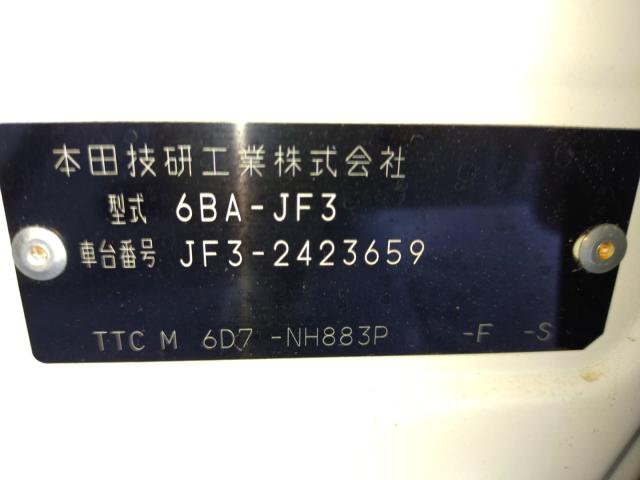 本田技研工業株式会社
型式 6BA-JF3
車台番号 JF3-2423659
TTC M 6D7 -NH883P -F -S